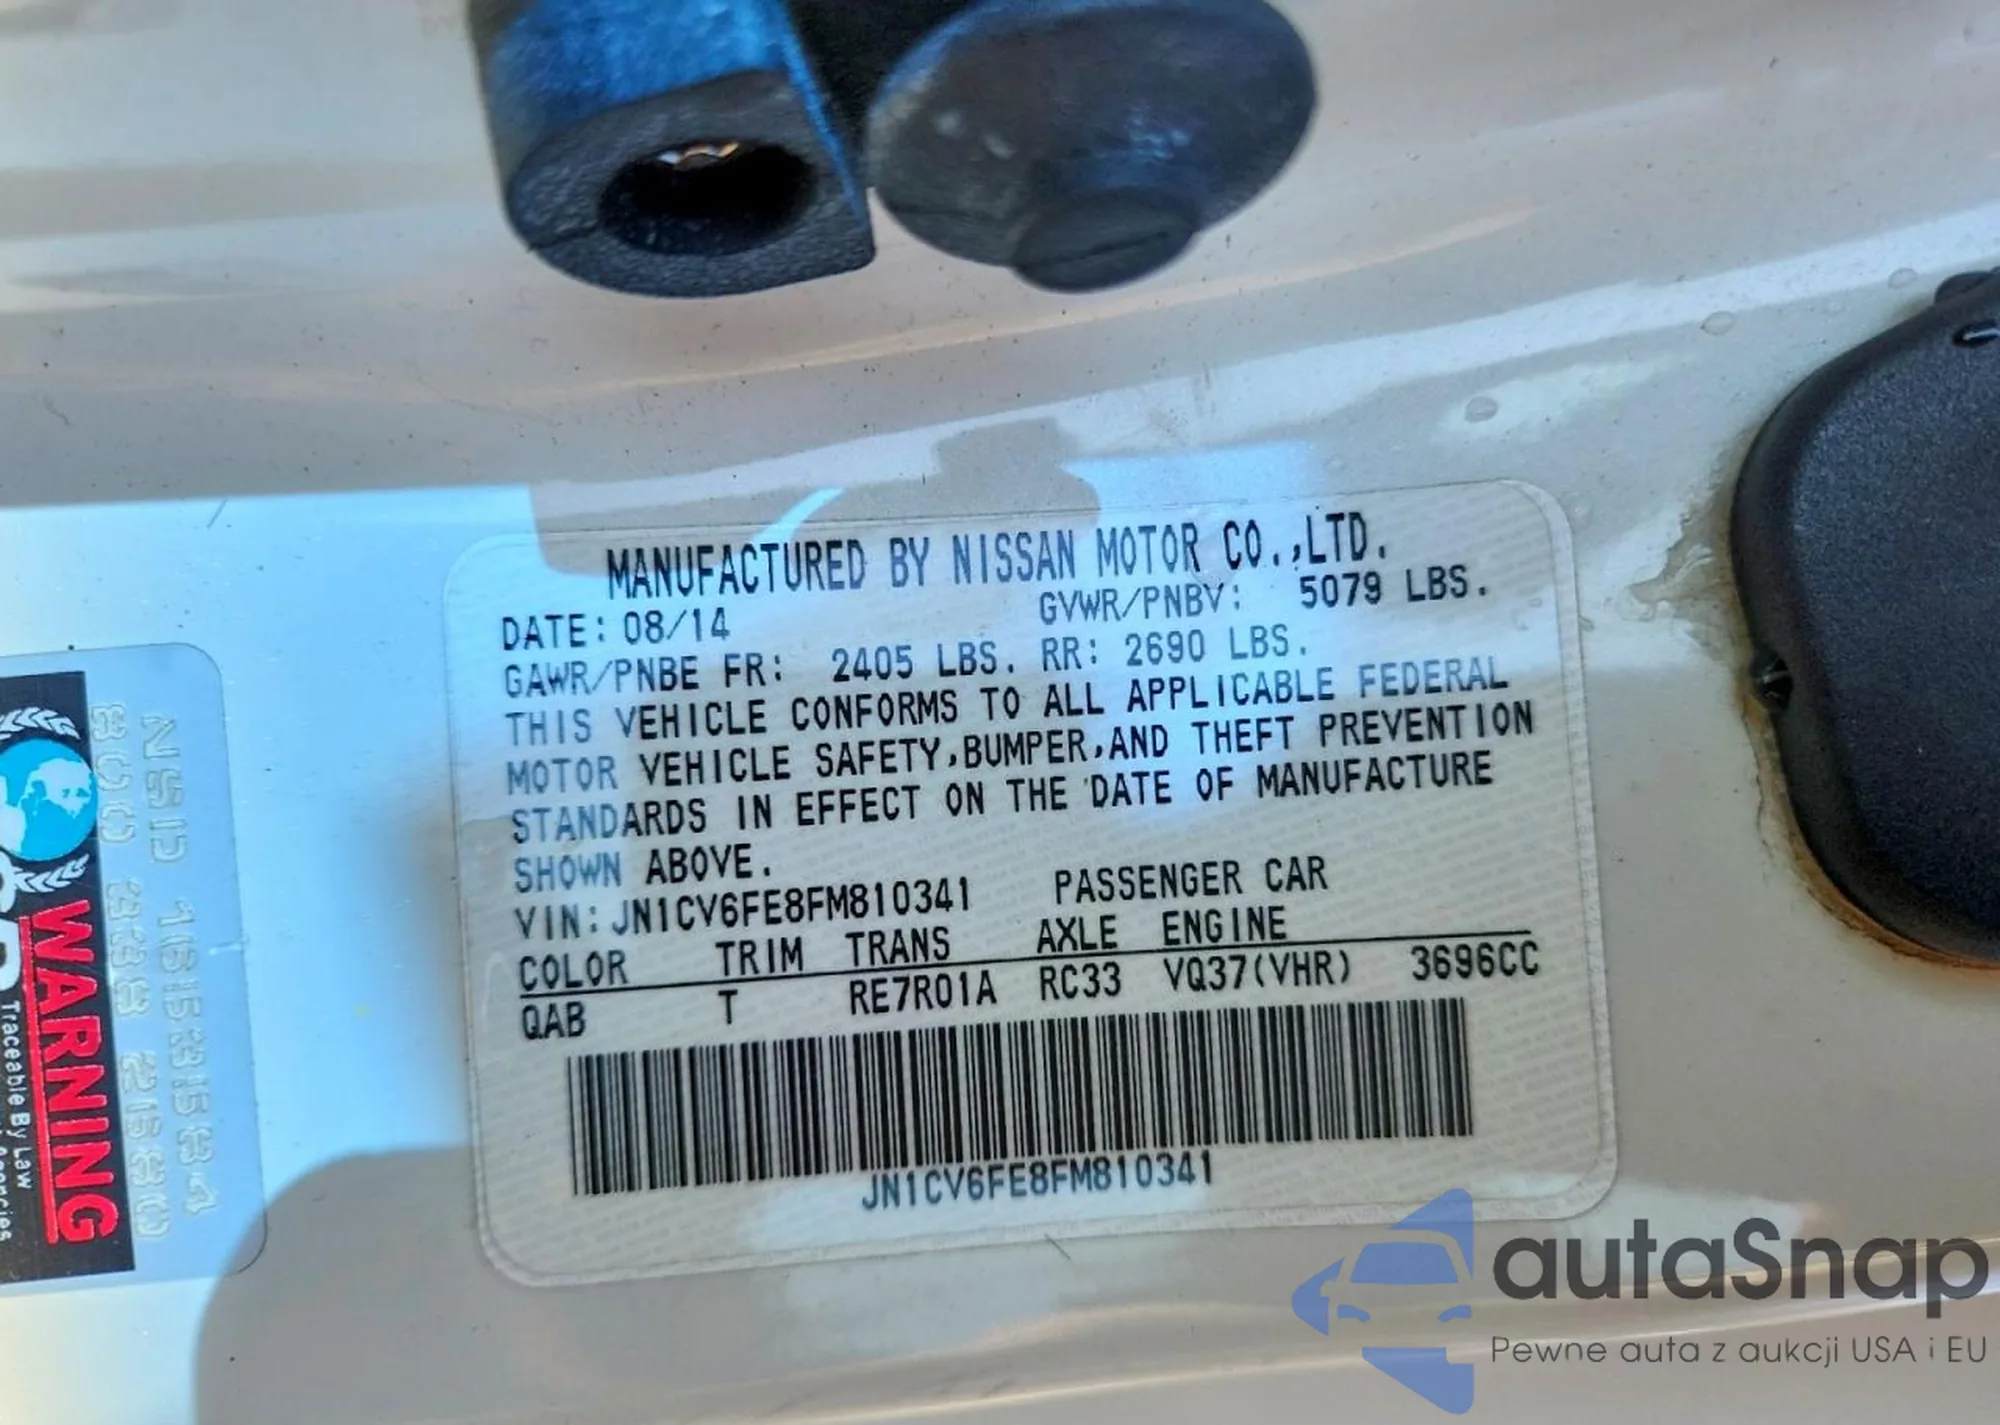 MANUFACTURED BY NISSAN MOTOR CO.,LTD.
DATE: 08/14 GVWR/PNBV: 5079 LBS.
GAWR/PNBE FR: 2405 LBS. RR: 2690 LBS.
THIS VEHICLE CONFORMS TO ALL APPLICABLE FEDERAL
MOTOR VEHICLE SAFETY,BUMPER,AND THEFT PREVENTION
STANDARDS IN EFFECT ON THE DATE OF MANUFACTURE
SHOWN ABOVE.
VIN: JN1CV6FE8FM810341 PASSENGER CAR
COLOR TRIM TRANS AXLE ENGINE
QAB T RE7R01A RC33 VQ37(VHR) 3696CC
JN1CV6FE8FM810341
WARNING
Traceable By Law
NSID
800 338
autaSnap
Pewne auta z aukcji USA i EU